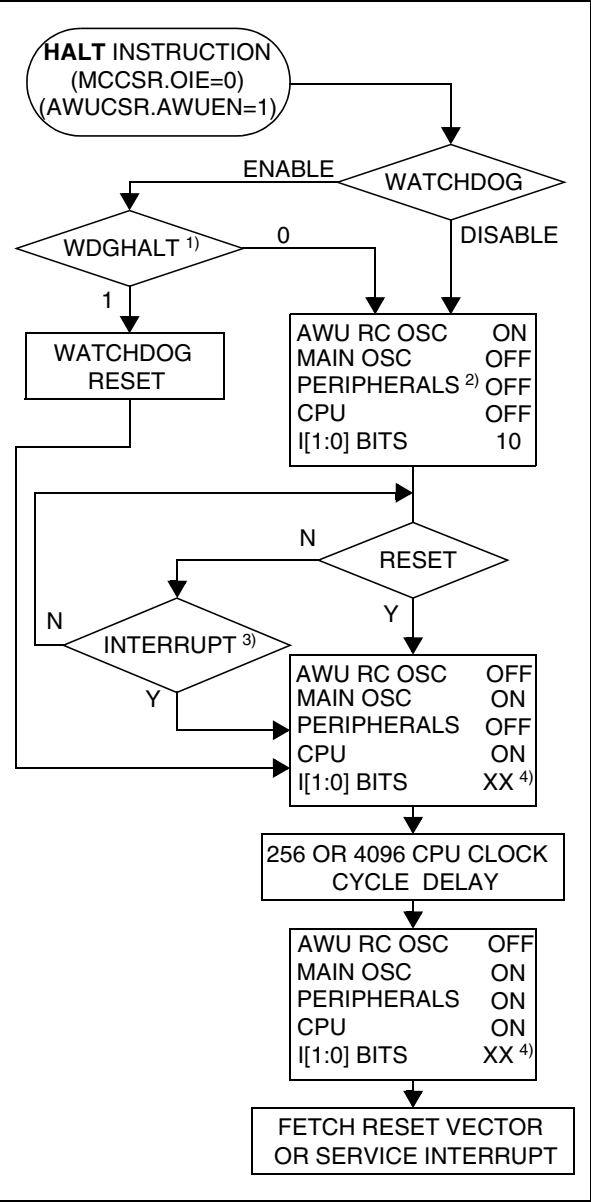 HALT INSTRUCTION
(MCCSR.OIE=0)
(AWUCSR.AWUEN=1)
ENABLE
WATCHDOG
WDGHALT 1)
0
DISABLE
1
WATCHDOG
RESET
AWU RC OSC ON
MAIN OSC OFF
PERIPHERALS 2) OFF
CPU OFF
I[1:0] BITS 10
N
RESET
Y
N
INTERRUPT 3)
Y
AWU RC OSC OFF
MAIN OSC ON
PERIPHERALS OFF
CPU ON
I[1:0] BITS XX 4)
256 OR 4096 CPU CLOCK
CYCLE DELAY
AWU RC OSC OFF
MAIN OSC ON
PERIPHERALS ON
CPU ON
I[1:0] BITS XX 4)
FETCH RESET VECTOR
OR SERVICE INTERRUPT